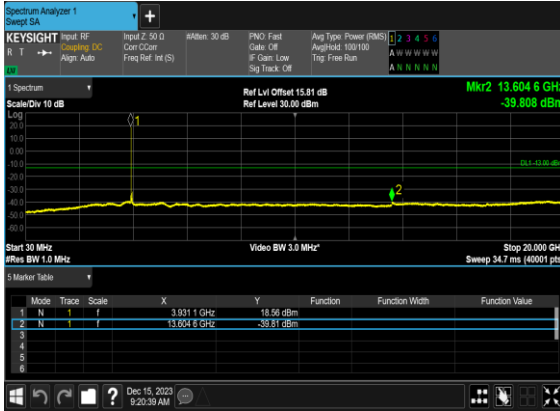 Spectrum Analyzer 1
Swept SA
+
KEYSIGHT Input: RF Input Z: 50 Ω #Atten: 30 dB PNO: Fast Avg Type: Power (RMS) 1 2 3 4 5 6
R T Coupling: DC Corr CCorr Gate: Off Avg|Hold: 100/100 A W W W W W
Align: Auto Freq Ref: Int (S) IF Gain: Low Trig: Free Run A N N N N N
Sig Track: Off
1 Spectrum Ref Lvl Offset 15.81 dB Mkr2 13.604 6 GHz
Scale/Div 10 dB Ref Level 30.00 dBm -39.808 dBm
Log
20.0
10.0
0.00
-10.0
-20.0
-30.0
-40.0
-50.0
-60.0
1
DL1 -13.00 dBm
2
Start 30 MHz Video BW 3.0 MHz* Stop 20.000 GH
#Res BW 1.0 MHz Sweep 34.7 ms (40001 pts
5 Marker Table
Mode Trace Scale X Y Function Function Width Function Value
1 N 1 f 3.931 1 GHz 18.56 dBm
2 N 1 f 13.604 6 GHz -39.81 dBm
3
4
5
6
? Dec 15, 2023
9:20:39 AM